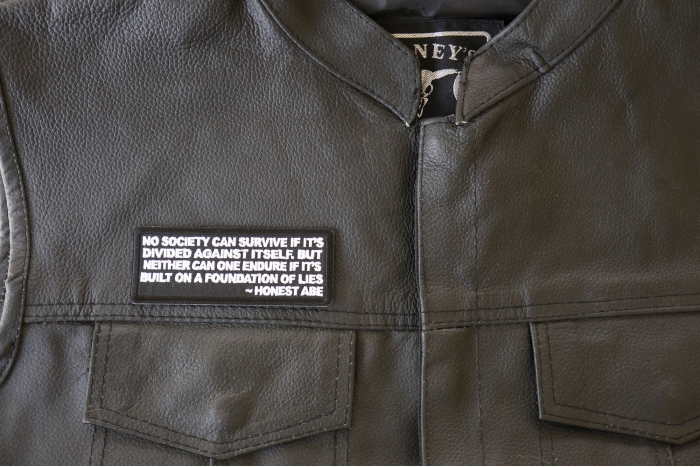 NO SOCIETY CAN SURVIVE IF IT'S
DIVIDED AGAINST ITSELF. BUT
NEITHER CAN ONE ENDURE IF IT'S
BUILT ON A FOUNDATION OF LIES
~ HONEST ABE